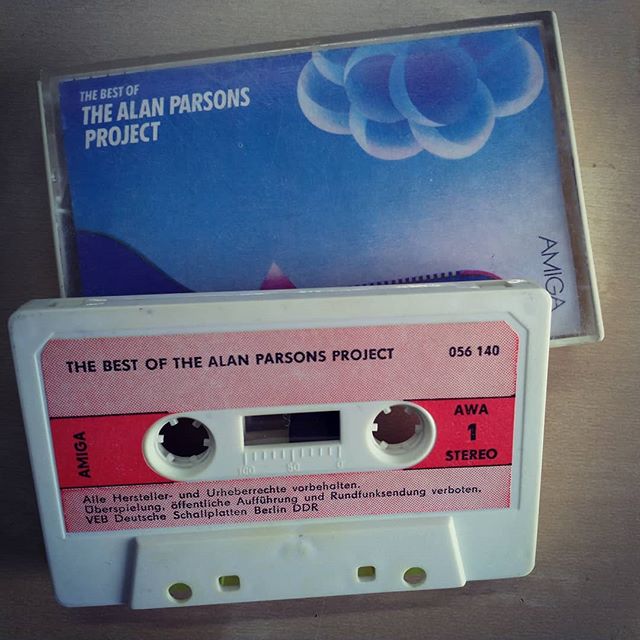 THE BEST OF
THE ALAN PARSONS
PROJECT
AMIGA
THE BEST OF THE ALAN PARSONS PROJECT
056 140
AMIGA
AWA
1
STEREO
100 50 0
Alle Hersteller- und Urheberrechte vorbehalten.
Überspielung, öffentliche Aufführung und Rundfunksendung verboten.
VEB Deutsche Schallplatten Berlin DDR